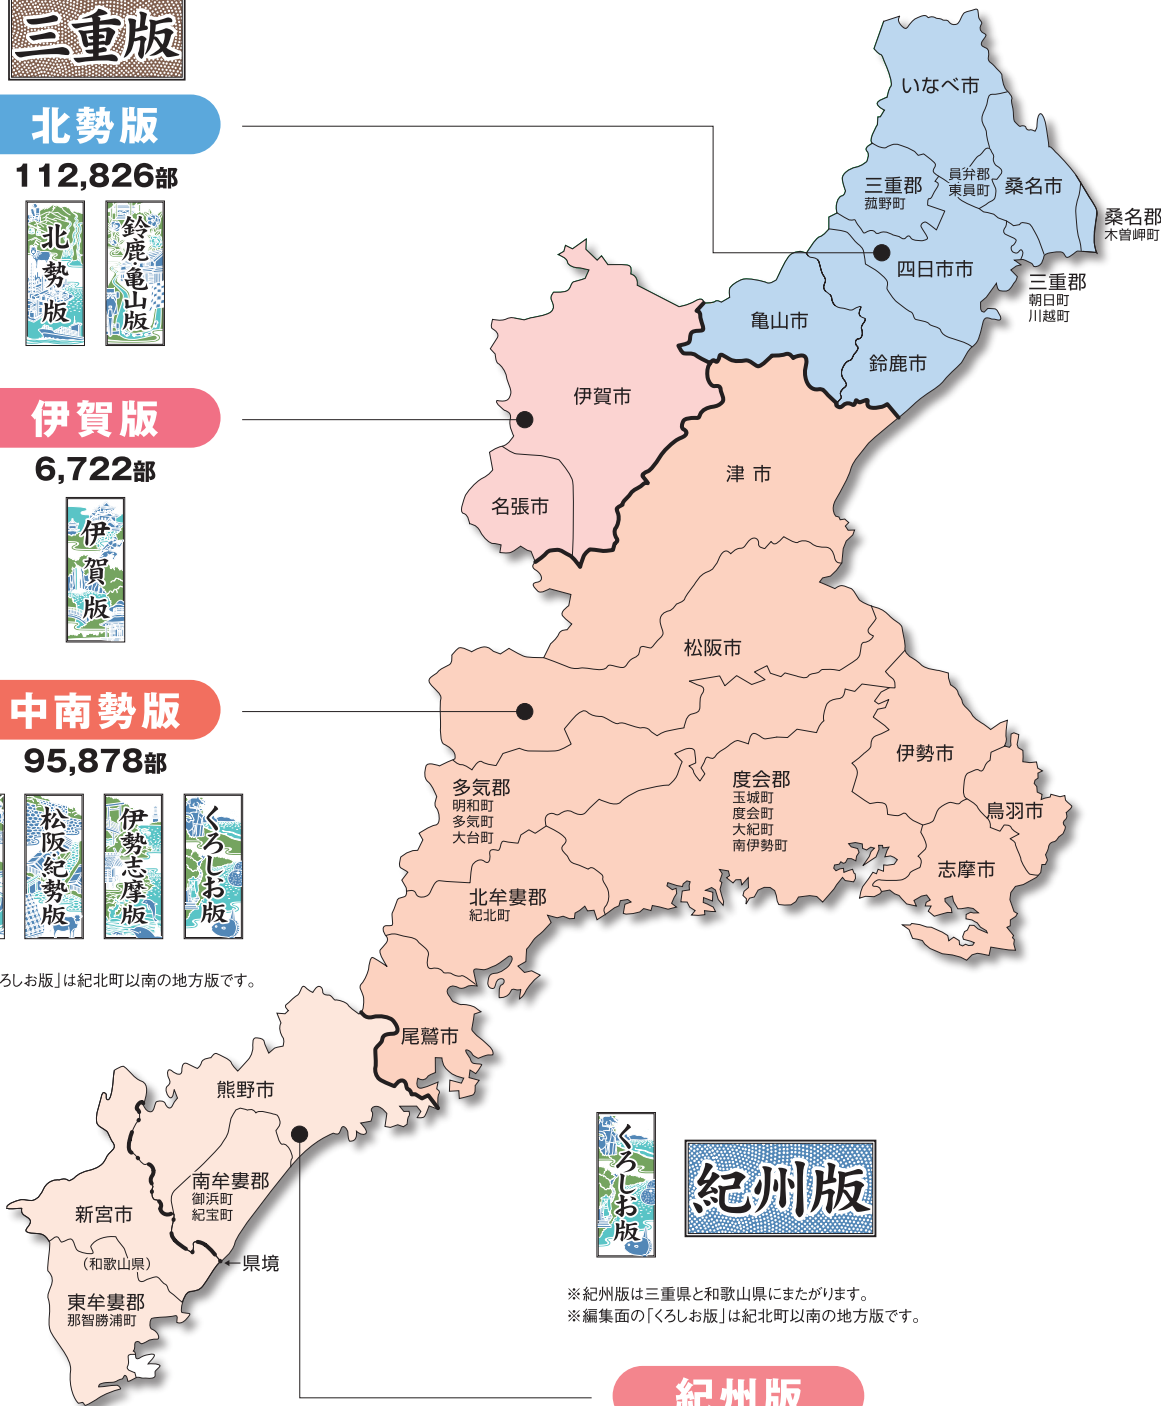 三重版
北勢版
112,826部
北勢版
鈴鹿・亀山版
伊賀版
6,722部
伊賀版
中南勢版
95,878部
松阪・紀勢版
伊勢志摩版
くろしお版
ろしお版」は紀北町以南の地方版です。
いなべ市
三重郡
菰野町
員弁郡
東員町
桑名市
桑名郡
木曽岬町
四日市市
三重郡
朝日町
川越町
亀山市
鈴鹿市
伊賀市
名張市
津 市
松阪市
多気郡
明和町
多気町
大台町
度会郡
玉城町
度会町
大紀町
南伊勢町
伊勢市
鳥羽市
志摩市
北牟婁郡
紀北町
尾鷲市
熊野市
南牟婁郡
御浜町
紀宝町
新宮市
（和歌山県）
県境
東牟婁郡
那智勝浦町
くろしお版
紀州版
※紀州版は三重県と和歌山県にまたがります。
※編集面の「くろしお版」は紀北町以南の地方版です。
紀州版